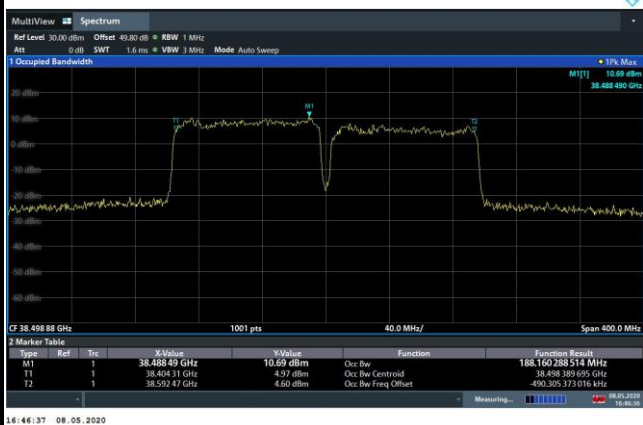 MultiView Spectrum
Ref Level 30.00 dBm Offset 49.80 dB RBW 1 MHz
Att 0 dB SWT 1.6 ms VBW 3 MHz Mode Auto Sweep
1 Occupied Bandwidth 1Pk Max
M1[1] 10.69 dBm
38.488 490 GHz
20 dBm
M1
10 dBm
T1 T2
0 dBm
-10 dBm
-20 dBm
-30 dBm
-40 dBm
-50 dBm
-60 dBm
CF 38.498 88 GHz 1001 pts 40.0 MHz/ Span 400.0 MHz
2 Marker Table
Type Ref Trc X-Value Y-Value Function Function Result
M1 1 38.488 49 GHz 10.69 dBm Occ Bw 188.160 288 514 MHz
T1 1 38.404 31 GHz 4.97 dBm Occ Bw Centroid 38.498 389 695 GHz
T2 1 38.592 47 GHz 4.60 dBm Occ Bw Freq Offset -490.305 373 016 kHz
Measuring... 08.05.2020
16:46:36
16:46:37 08.05.2020